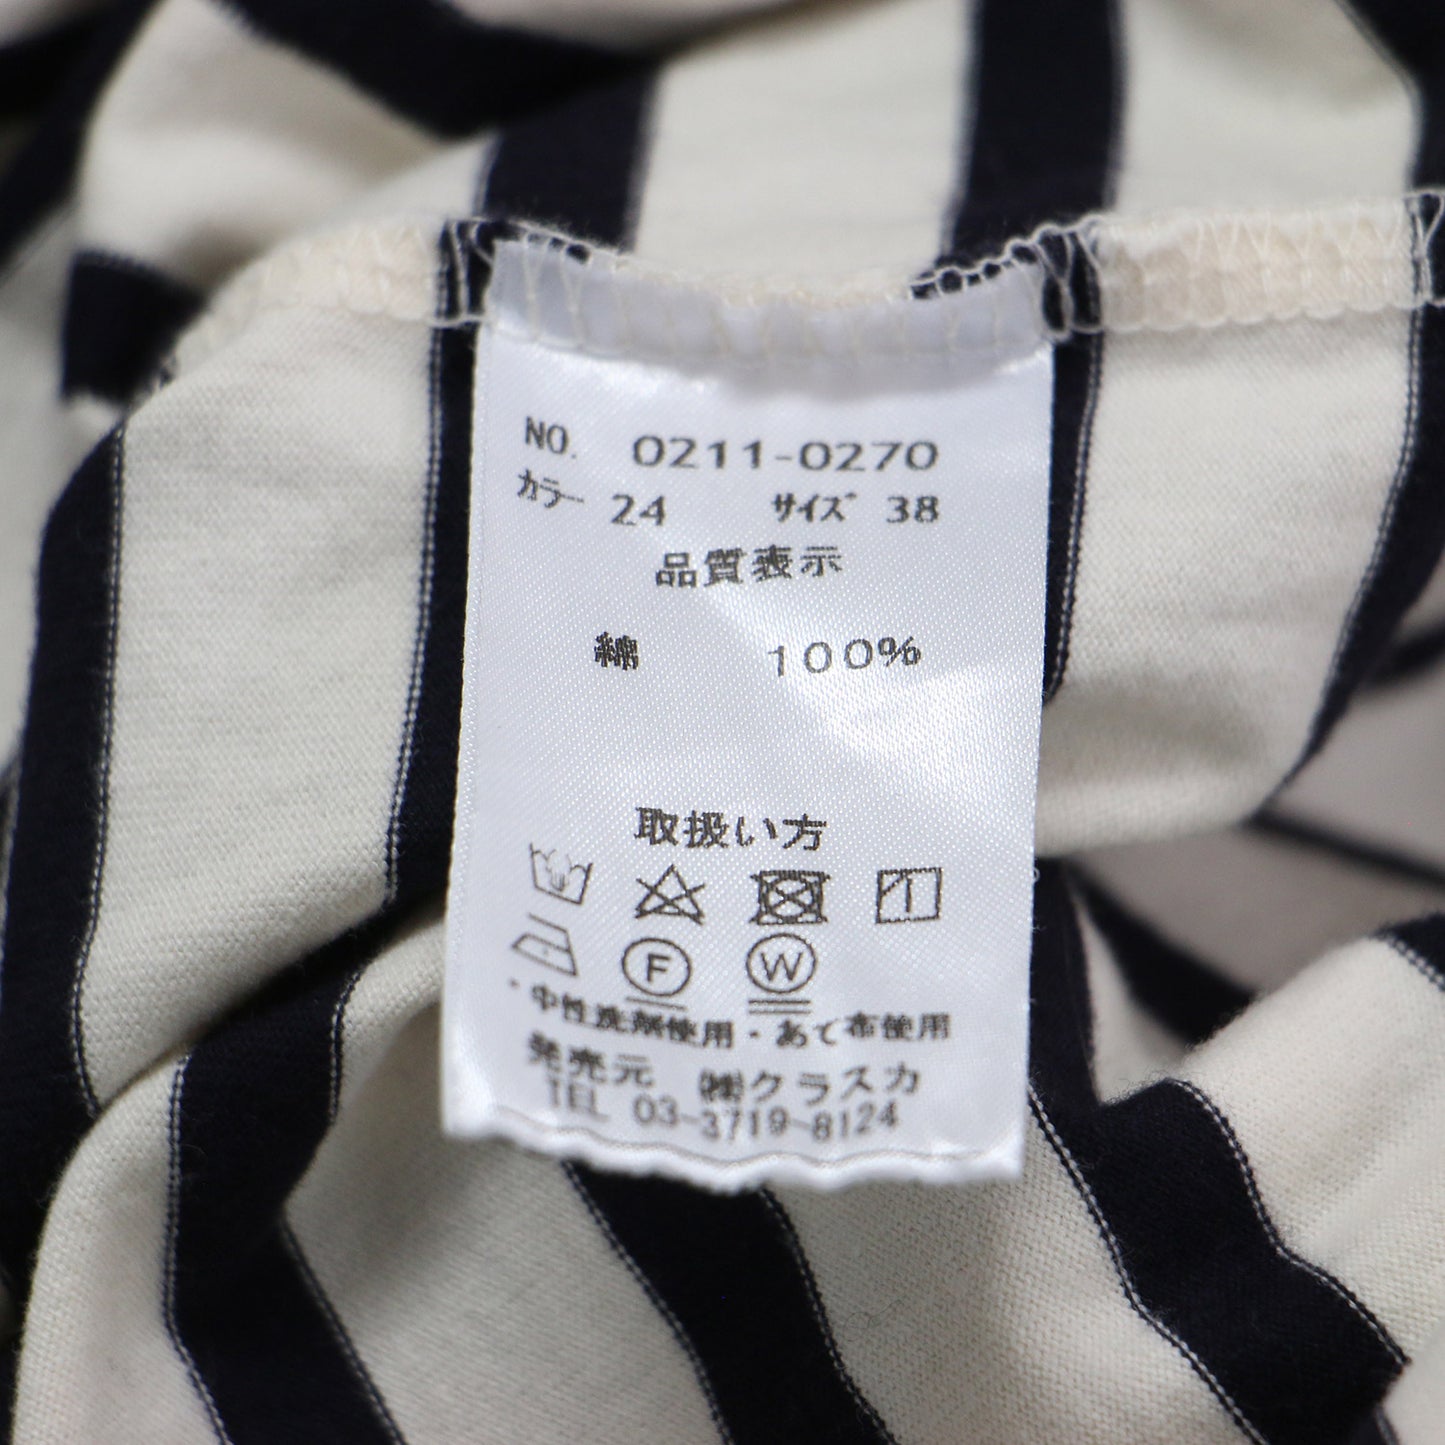 NO. 0211-0270
カラー 24 サイズ 38
品質表示
綿 100%
取扱い方
F W
・中性洗剤使用・あて布使用
発売元 ㈱クラスカ
TEL 03-3719-8124